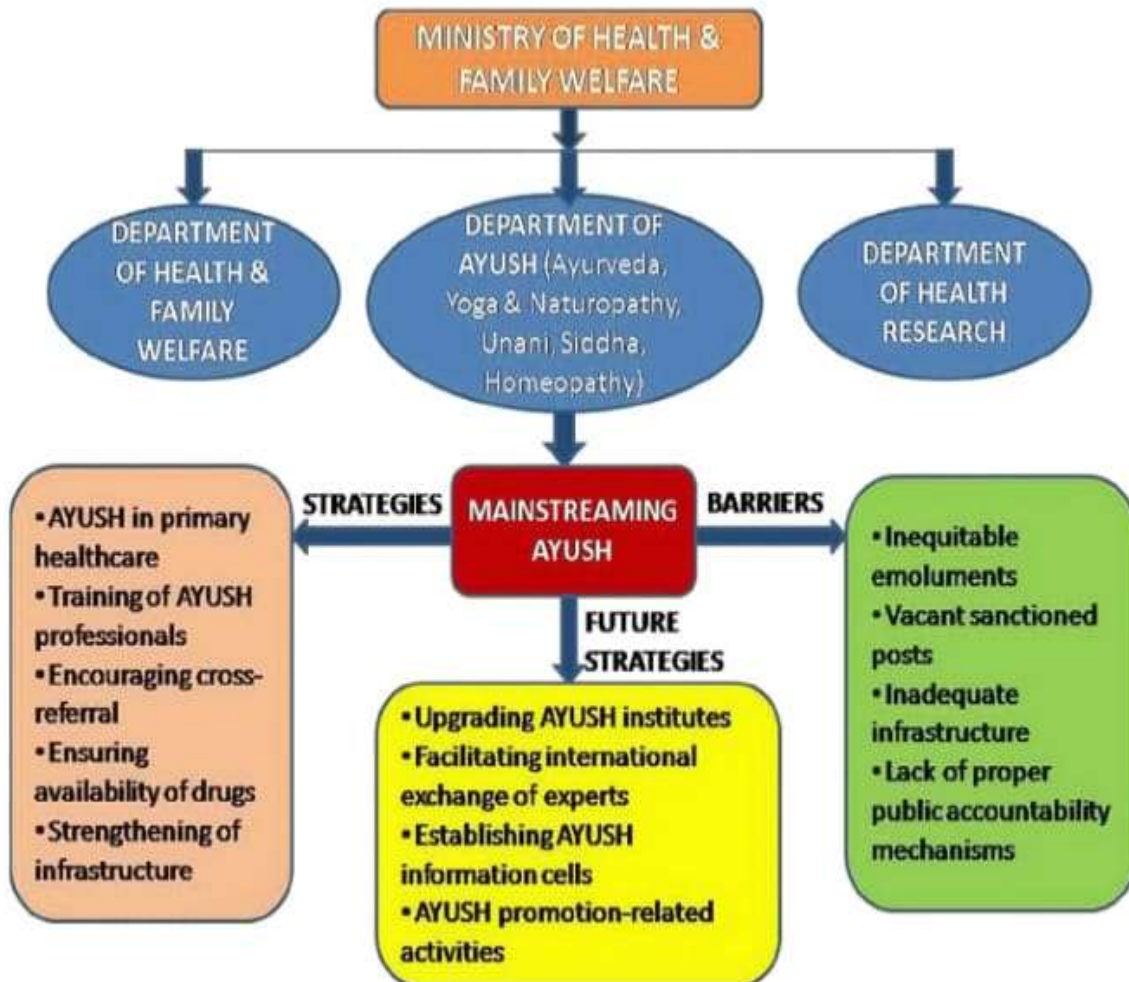 MINISTRY OF HEALTH &
FAMILY WELFARE
DEPARTMENT
OF HEALTH &
FAMILY
WELFARE
DEPARTMENT OF
AYUSH (Ayurveda,
Yoga & Naturopathy,
Unani, Siddha,
Homeopathy)
DEPARTMENT
OF HEALTH
RESEARCH
MAINSTREAMING
AYUSH
STRATEGIES
•AYUSH in primary
healthcare
•Training of AYUSH
professionals
•Encouraging cross-
referral
•Ensuring
availability of drugs
•Strengthening of
infrastructure
FUTURE
STRATEGIES
•Upgrading AYUSH institutes
•Facilitating international
exchange of experts
•Establishing AYUSH
information cells
•AYUSH promotion-related
activities
BARRIERS
•Inequitable
emoluments
•Vacant sanctioned
posts
•Inadequate
infrastructure
•Lack of proper
public accountability
mechanisms